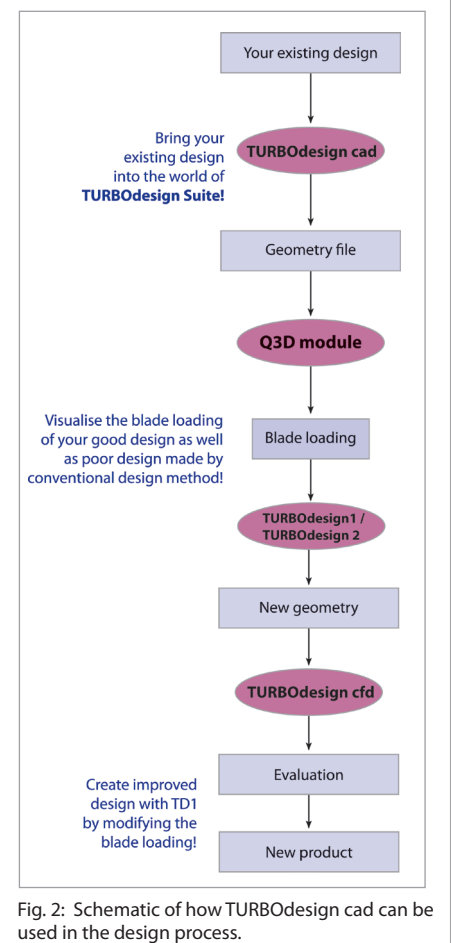 Your existing design
Bring your
existing design
into the world of
TURBOdesign Suite!
TURBOdesign cad
Geometry file
Q3D module
Visualise the blade loading
of your good design as well
as poor design made by
conventional design method!
Blade loading
TURBOdesign1 /
TURBOdesign 2
New geometry
TURBOdesign cfd
Evaluation
Create improved
design with TD1
by modifying the
blade loading!
New product
Fig. 2: Schematic of how TURBOdesign cad can be
used in the design process.